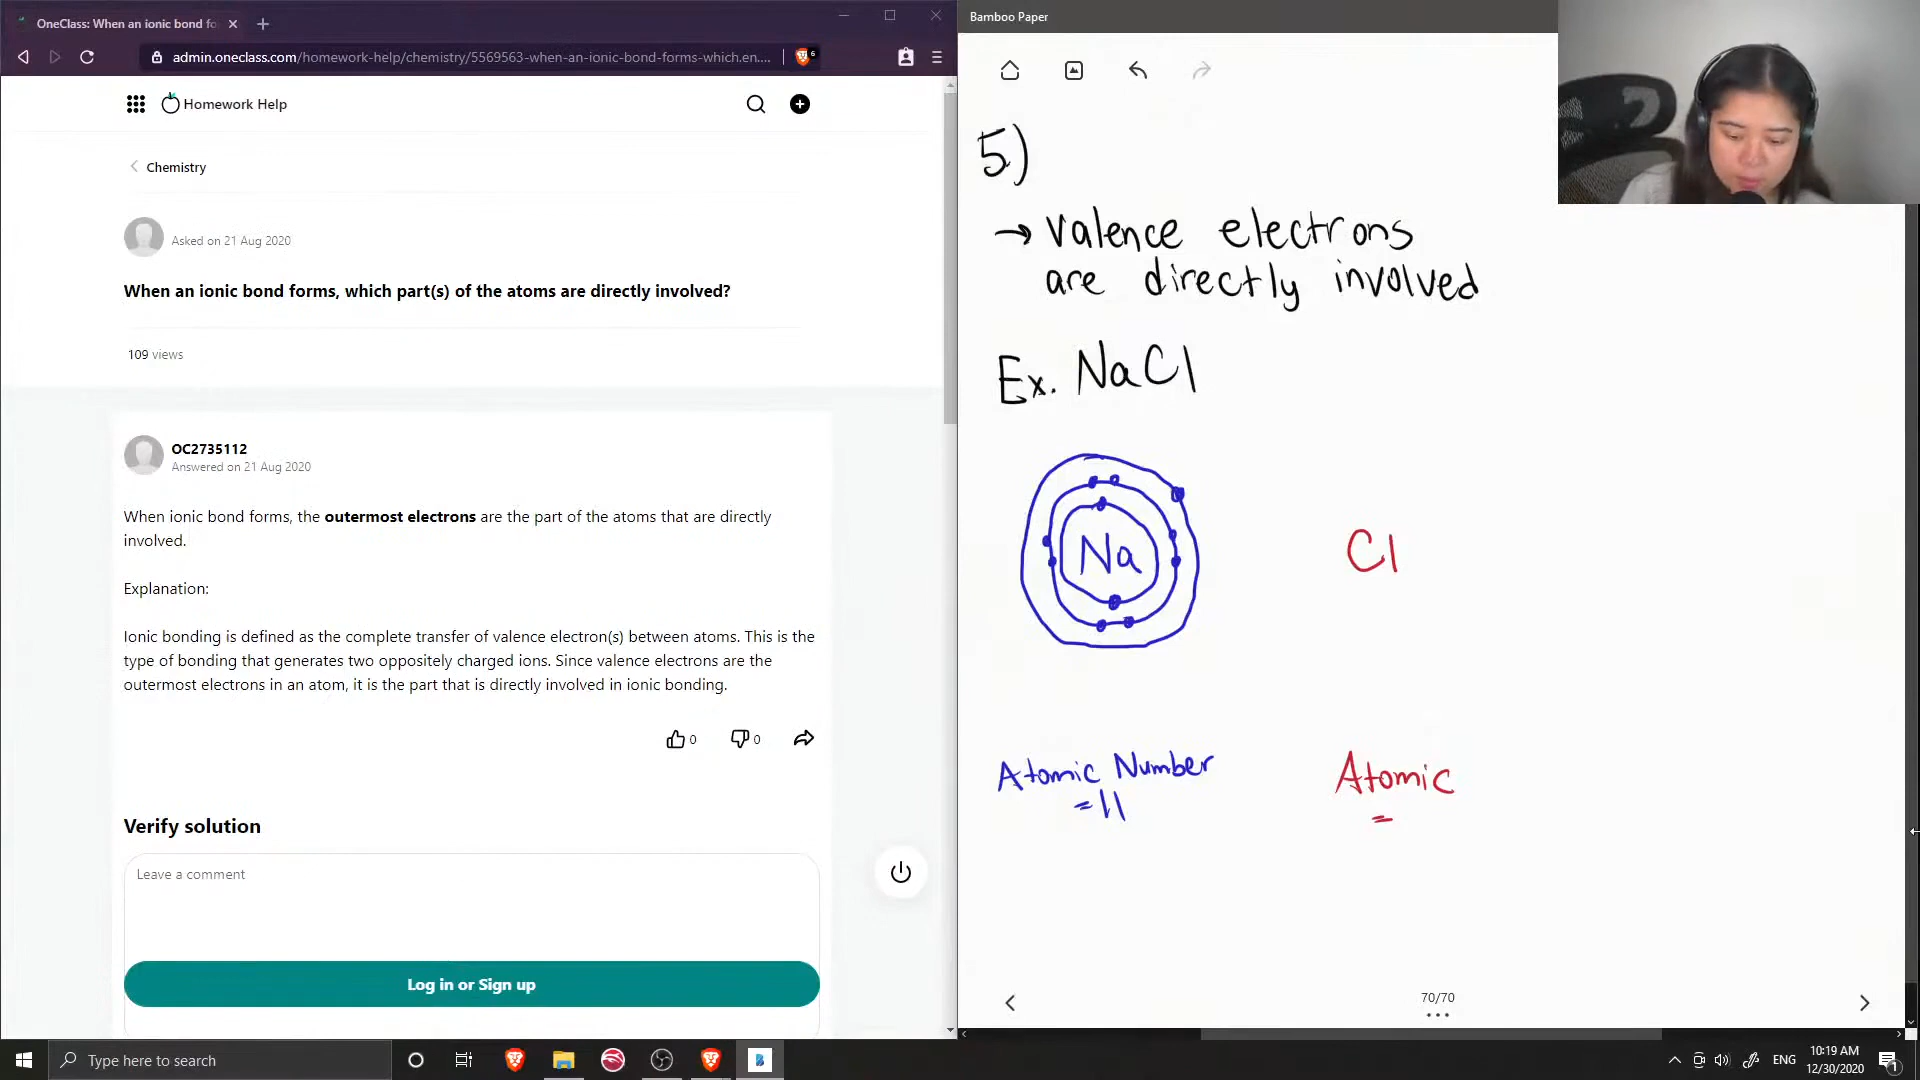 OneClass: When an ionic bond fo
admin.oneclass.com/homework-help/chemistry/5569563-when-an-ionic-bond-forms-which.en....
6
Homework Help
Chemistry
Asked on 21 Aug 2020
When an ionic bond forms, which part(s) of the atoms are directly involved?
109 views
OC2735112
Answered on 21 Aug 2020
When ionic bond forms, the outermost electrons are the part of the atoms that are directly
involved.
Explanation:
Ionic bonding is defined as the complete transfer of valence electron(s) between atoms. This is the
type of bonding that generates two oppositely charged ions. Since valence electrons are the
outermost electrons in an atom, it is the part that is directly involved in ionic bonding.
0
0
Verify solution
Leave a comment
Log in or Sign up
Bamboo Paper
5)
→ valence electrons
are directly involved
Ex. NaCl
Na
Cl
Atomic Number
=11
Atomic
=
70/70
Type here to search
ENG
10:19 AM
12/30/2020
1